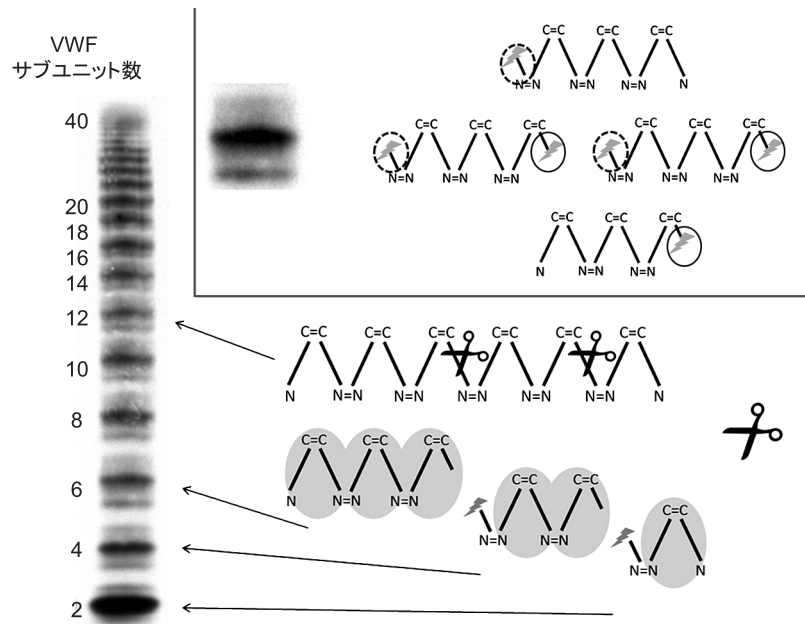 VWF
サブユニット数
40
20
18
16
14
12
10
8
6
4
2
C=C C=C C=C
N=N N=N N=N N
C=C C=C C=C
N=N N=N N=N
C=C C=C C=C
N=N N=N N=N
C=C C=C C=C
N N=N N=N
C=C C=C C=C C=C C=C C=C
N N=N N=N N=N N=N N=N N
C=C C=C C=C
N N=N N=N
C=C C=C
N=N N=N
C=C
N=N N